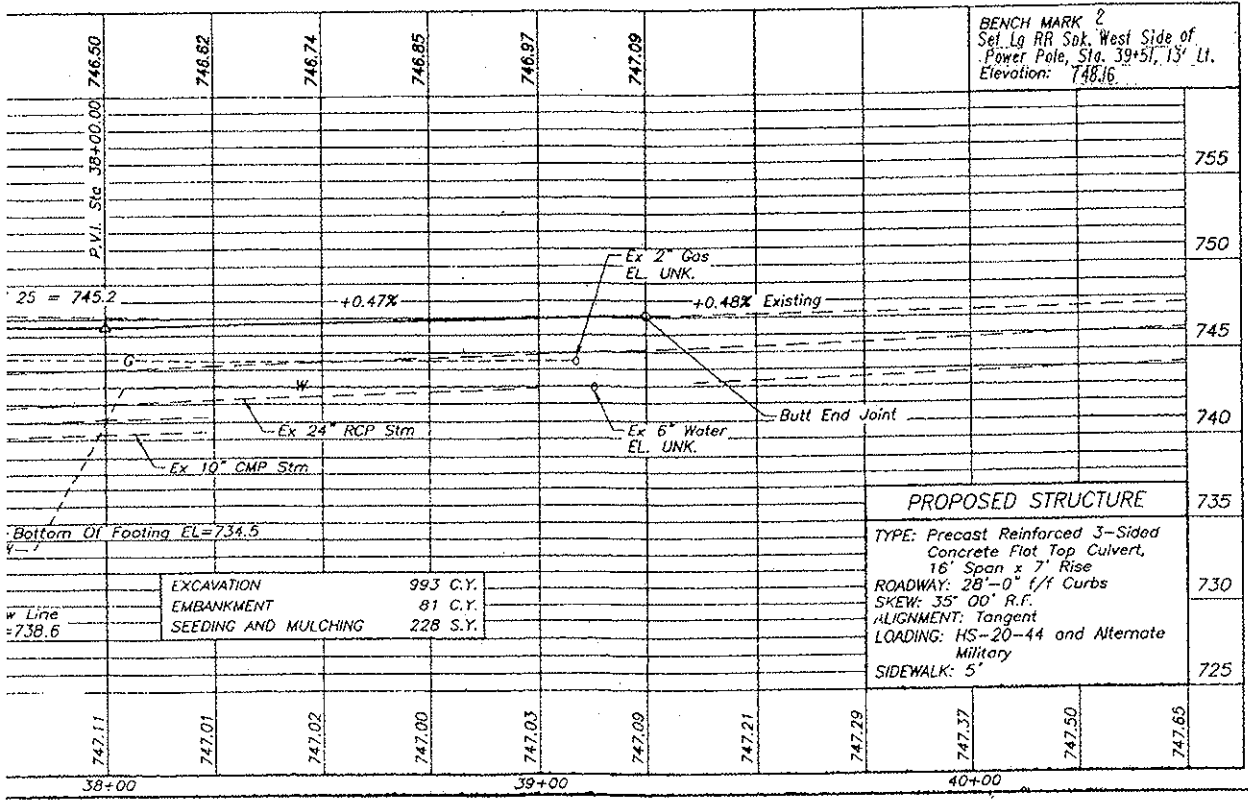 746.50
746.62
746.74
746.85
746.97
747.09
BENCH MARK 2
Set Lg RR Spk. West Side of
Power Pole, Sta. 39+51, 13' Lt.
Elevation: 748.16
P.V.I. Sta 38+00.00
755
750
745
740
735
730
725
25 = 745.2
+0.47%
+0.48% Existing
Ex 2" Gas
EL. UNK.
G
W
Butt End Joint
Ex 24" RCP Stm
Ex 6" Water
EL. UNK.
Ex 10" CMP Stm
Bottom Of Footing EL=734.5
w Line
=738.6
EXCAVATION 993 C.Y.
EMBANKMENT 81 C.Y.
SEEDING AND MULCHING 228 S.Y.
PROPOSED STRUCTURE
TYPE: Precast Reinforced 3-Sided
Concrete Flat Top Culvert,
16' Span x 7' Rise
ROADWAY: 28'-0" f/f Curbs
SKEW: 35° 00' R.F.
ALIGNMENT: Tangent
LOADING: HS-20-44 and Alternate
Military
SIDEWALK: 5'
747.11
747.01
747.02
747.00
747.03
747.09
747.21
747.29
747.37
747.50
747.65
38+00
39+00
40+00